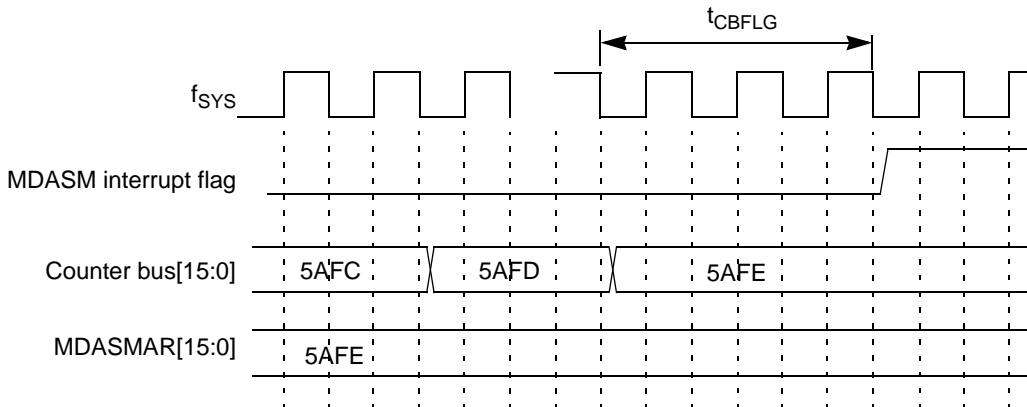 tCBFLG
fSYS
MDASM interrupt flag
Counter bus[15:0]
5AFC
5AFD
5AFE
MDASMAR[15:0]
5AFE